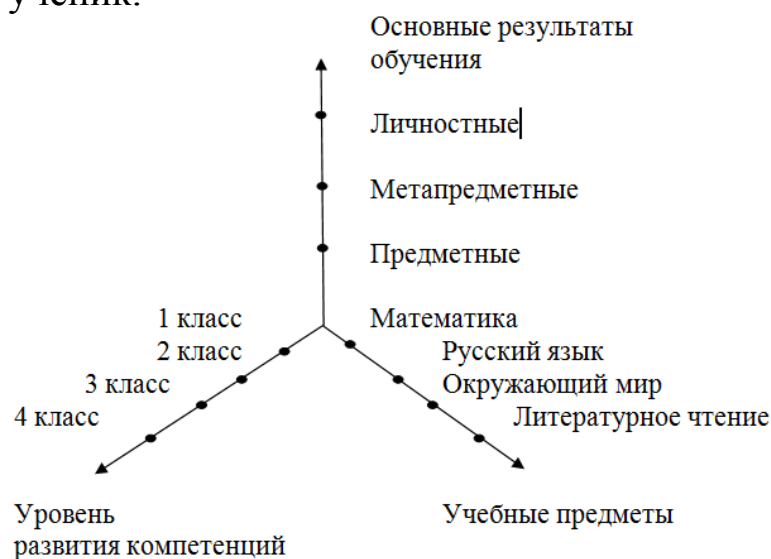 ученик.
Основные результаты
обучения
Личностные
Метапредметные
Предметные
1 класс
Математика
2 класс
Русский язык
3 класс
Окружающий мир
4 класс
Литературное чтение
Уровень
развития компетенций
Учебные предметы